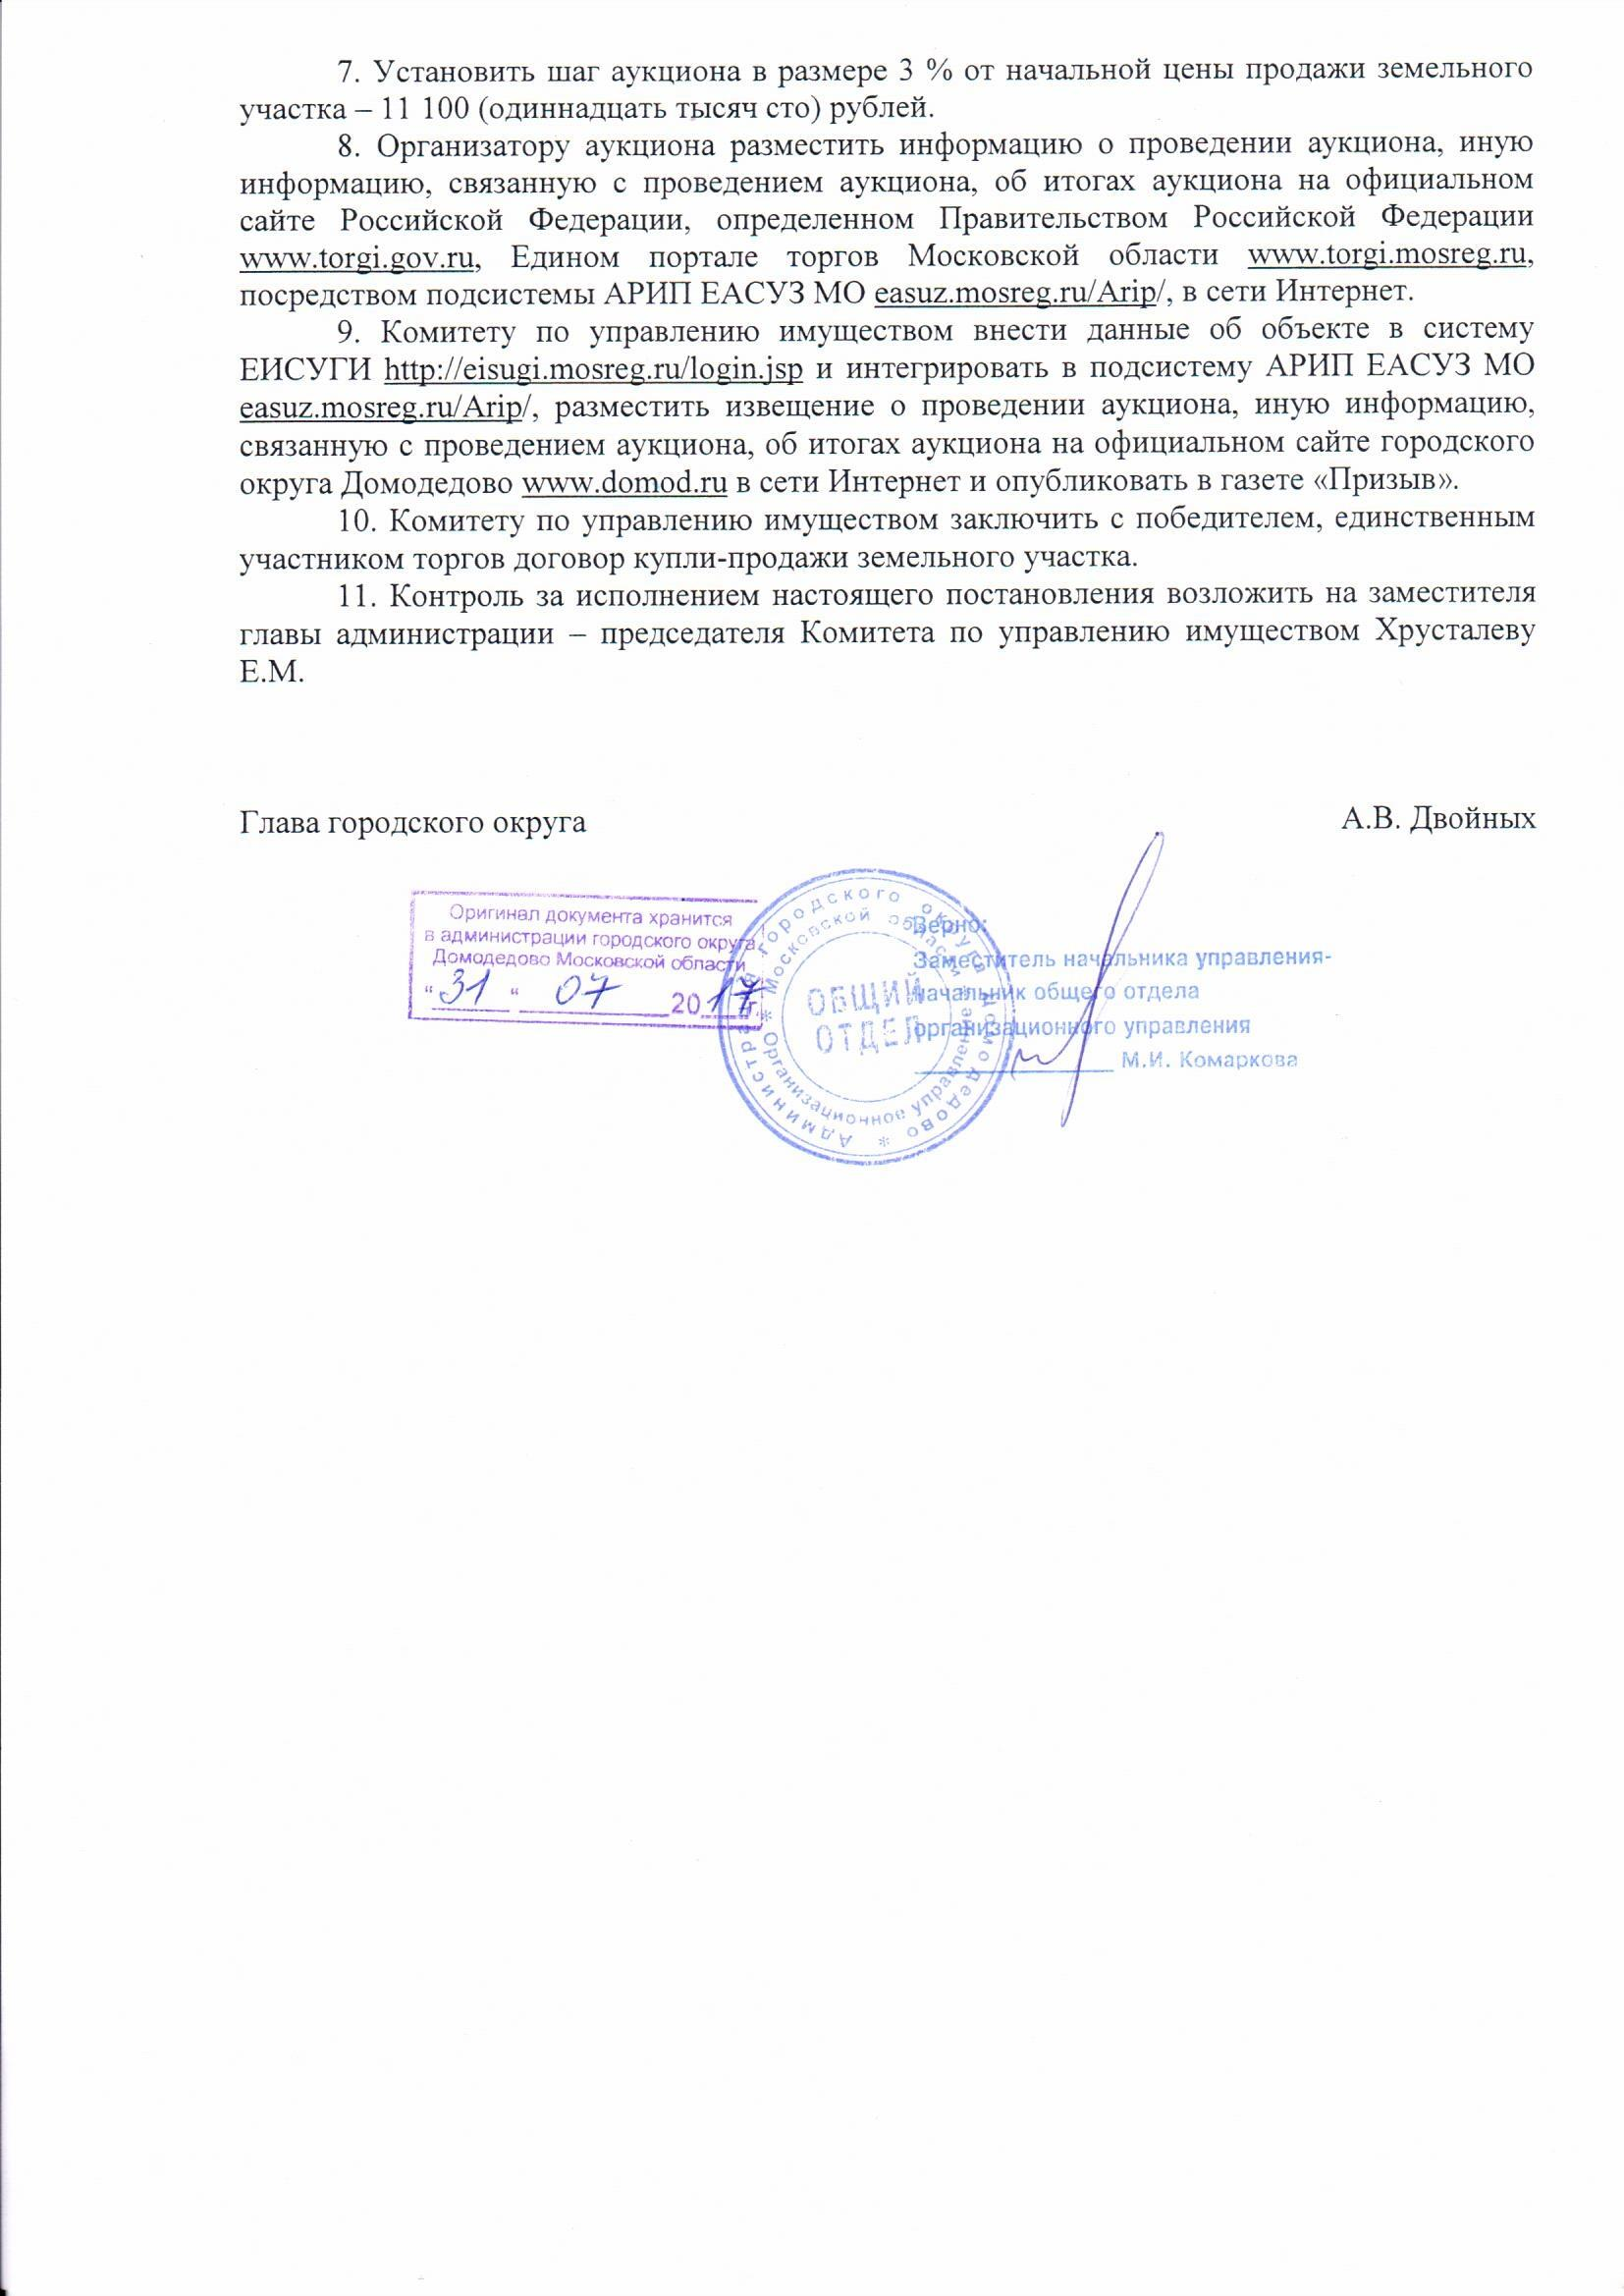 7. Установить шаг аукциона в размере 3 % от начальной цены продажи земельного
участка – 11 100 (одиннадцать тысяч сто) рублей.
8. Организатору аукциона разместить информацию о проведении аукциона, иную
информацию, связанную с проведением аукциона, об итогах аукциона на официальном
сайте Российской Федерации, определенном Правительством Российской Федерации
www.torgi.gov.ru, Едином портале торгов Московской области www.torgi.mosreg.ru,
посредством подсистемы АРИП ЕАСУЗ МО easuz.mosreg.ru/Arip/, в сети Интернет.
9. Комитету по управлению имуществом внести данные об объекте в систему
ЕИСУГИ http://eisugi.mosreg.ru/login.jsp и интегрировать в подсистему АРИП ЕАСУЗ МО
easuz.mosreg.ru/Arip/, разместить извещение о проведении аукциона, иную информацию,
связанную с проведением аукциона, об итогах аукциона на официальном сайте городского
округа Домодедово www.domod.ru в сети Интернет и опубликовать в газете «Призыв».
10. Комитету по управлению имуществом заключить с победителем, единственным
участником торгов договор купли-продажи земельного участка.
11. Контроль за исполнением настоящего постановления возложить на заместителя
главы администрации – председателя Комитета по управлению имуществом Хрусталеву
Е.М.
Глава городского округа А.В. Двойных
Оригинал документа хранится
в администрации городского округа
Домодедово Московской области
“ 31 “ 07 2017 г.
Администрация городского округа Домодедово *
* Московской области * Организационное управление
ОБЩИЙ
ОТДЕЛ
Верно:
Заместитель начальника управления-
начальник общего отдела
организационного управления
М.И. Комаркова